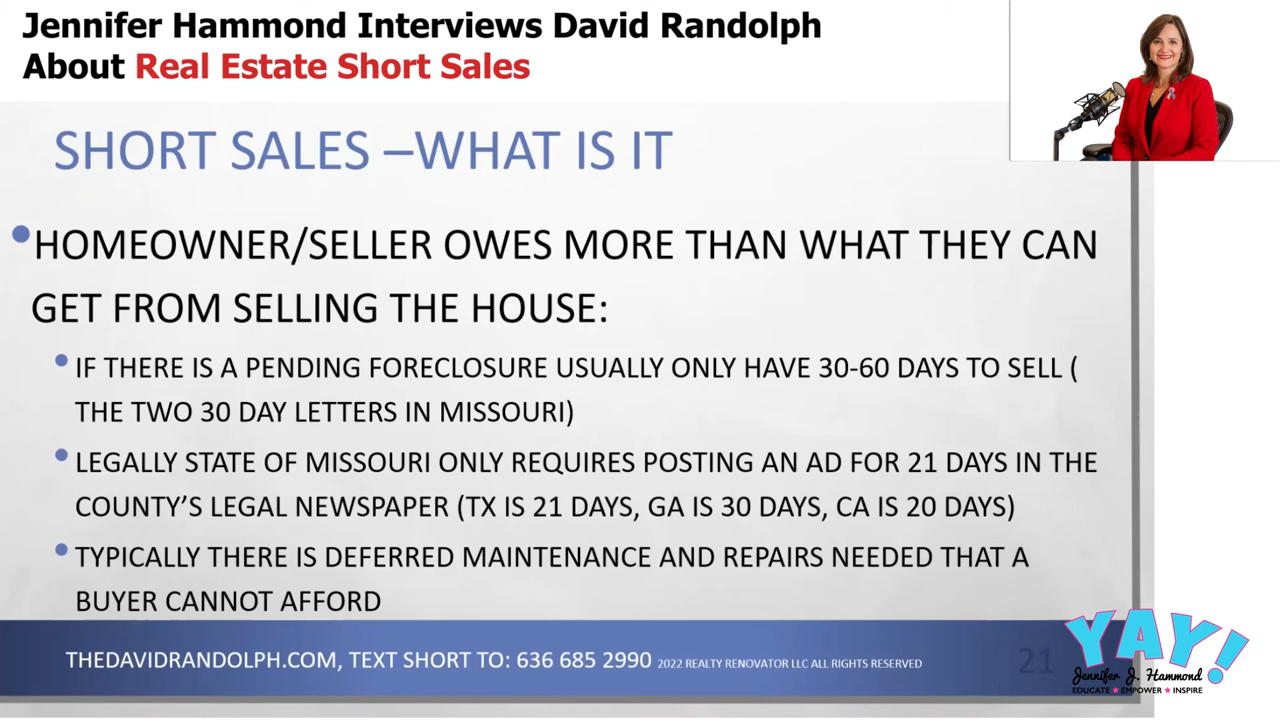 Jennifer Hammond Interviews David Randolph
About Real Estate Short Sales
SHORT SALES –WHAT IS IT
•HOMEOWNER/SELLER OWES MORE THAN WHAT THEY CAN
GET FROM SELLING THE HOUSE:
• IF THERE IS A PENDING FORECLOSURE USUALLY ONLY HAVE 30-60 DAYS TO SELL (
THE TWO 30 DAY LETTERS IN MISSOURI)
• LEGALLY STATE OF MISSOURI ONLY REQUIRES POSTING AN AD FOR 21 DAYS IN THE
COUNTY’S LEGAL NEWSPAPER (TX IS 21 DAYS, GA IS 30 DAYS, CA IS 20 DAYS)
• TYPICALLY THERE IS DEFERRED MAINTENANCE AND REPAIRS NEEDED THAT A
BUYER CANNOT AFFORD
THEDAVIDRANDOLPH.COM, TEXT SHORT TO: 636 685 2990 2022 REALTY RENOVATOR LLC ALL RIGHTS RESERVED
21
YAY!
Jennifer J. Hammond
EDUCATE ★ EMPOWER ★ INSPIRE